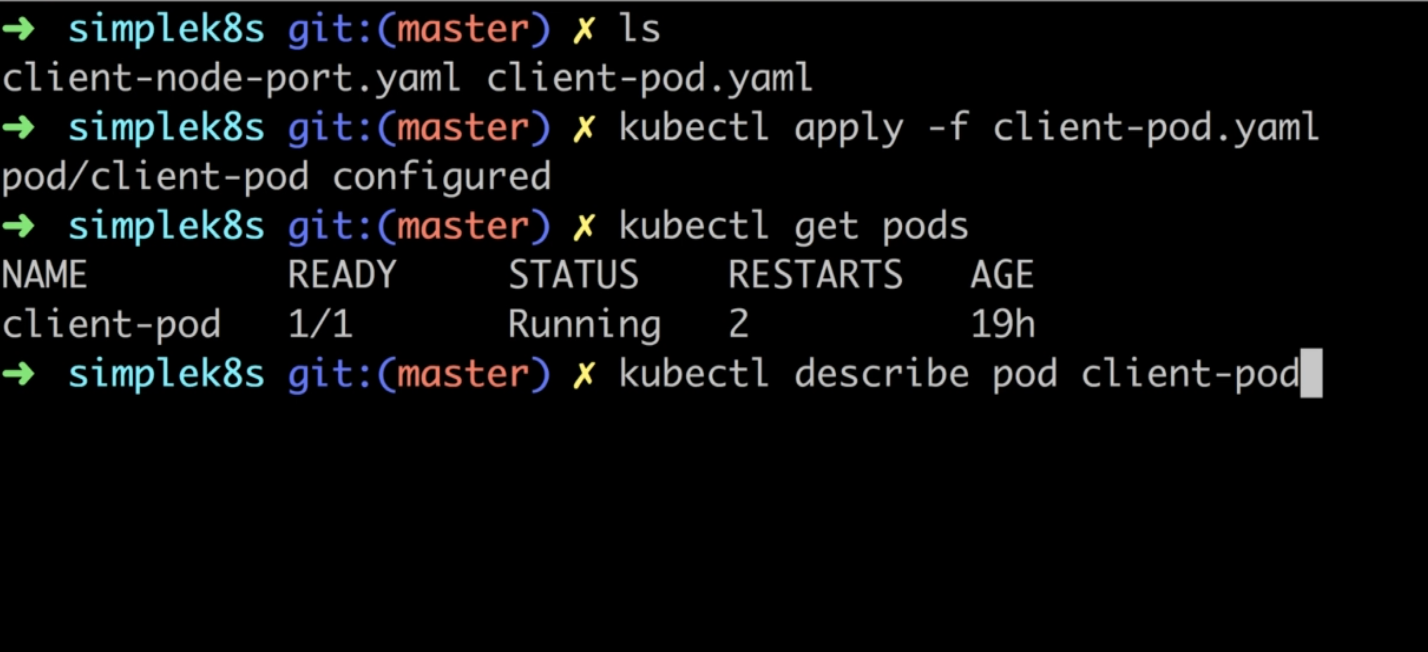 ➜ simplek8s git:(master) ✗ ls
client-node-port.yaml client-pod.yaml
➜ simplek8s git:(master) ✗ kubectl apply -f client-pod.yaml
pod/client-pod configured
➜ simplek8s git:(master) ✗ kubectl get pods
NAME READY STATUS RESTARTS AGE
client-pod 1/1 Running 2 19h
➜ simplek8s git:(master) ✗ kubectl describe pod client-pod